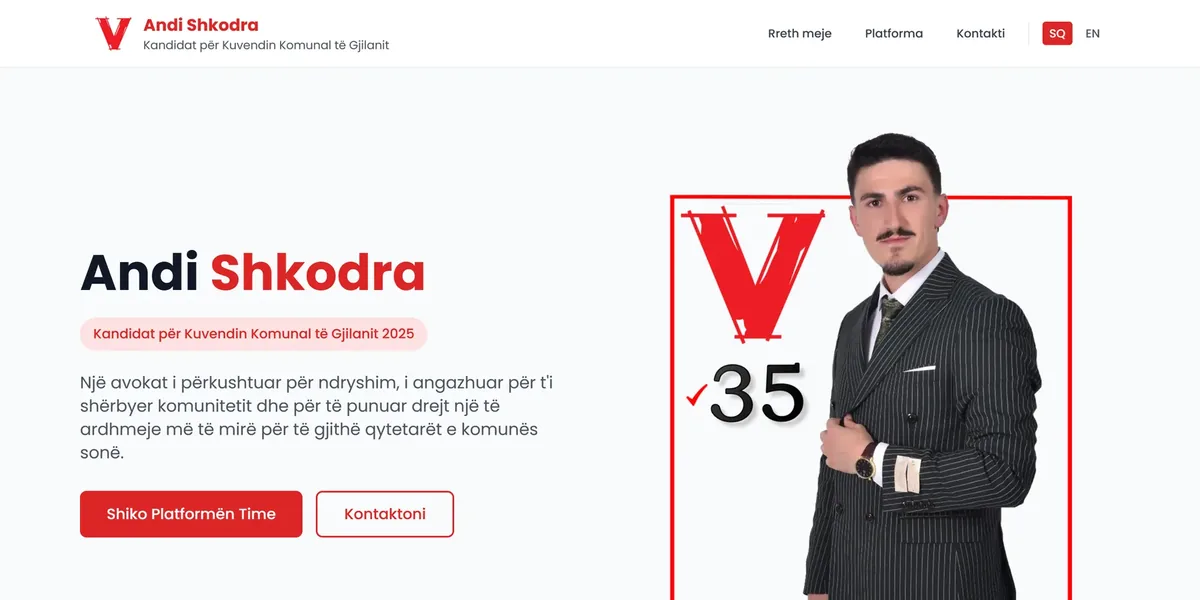 V
Andi Shkodra
Kandidat për Kuvendin Komunal të Gjilanit
Rreth meje
Platforma
Kontakti
SQ
EN
Andi Shkodra
Kandidat për Kuvendin Komunal të Gjilanit 2025
Një avokat i përkushtuar për ndryshim, i angazhuar për t'i
shërbyer komunitetit dhe për të punuar drejt një të
ardhmeje më të mirë për të gjithë qytetarët e komunës
sonë.
Shiko Platformën Time
Kontaktoni
V
35